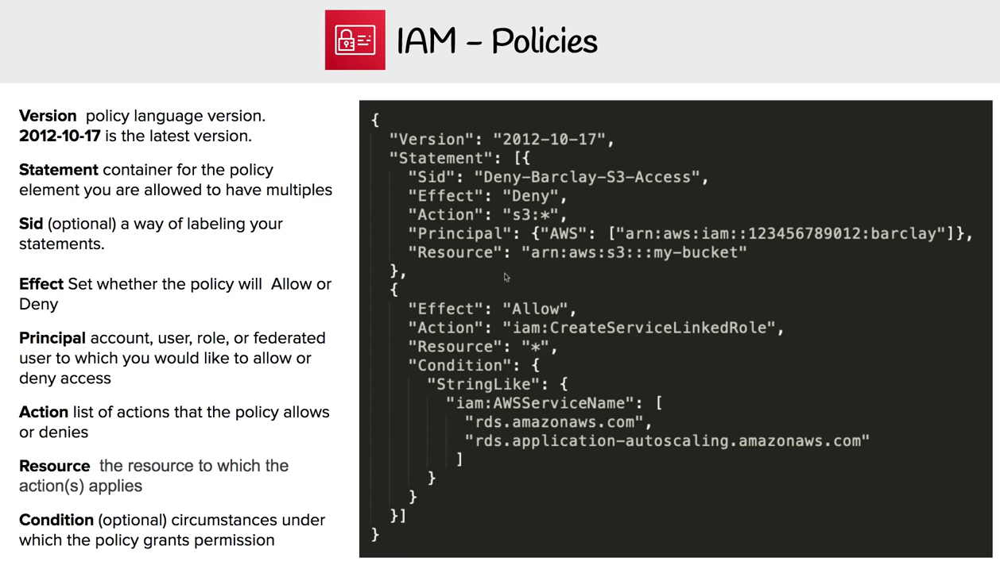 IAM – Policies
Version policy language version.
2012-10-17 is the latest version.
Statement container for the policy
element you are allowed to have multiples
Sid (optional) a way of labeling your
statements.
Effect Set whether the policy will Allow or
Deny
Principal account, user, role, or federated
user to which you would like to allow or
deny access
Action list of actions that the policy allows
or denies
Resource the resource to which the
action(s) applies
Condition (optional) circumstances under
which the policy grants permission
{
"Version": "2012-10-17",
"Statement": [{
"Sid": "Deny-Barclay-S3-Access",
"Effect": "Deny",
"Action": "s3:*",
"Principal": {"AWS": ["arn:aws:iam::123456789012:barclay"]},
"Resource": "arn:aws:s3:::my-bucket"
},
{
"Effect": "Allow",
"Action": "iam:CreateServiceLinkedRole",
"Resource": "*",
"Condition": {
"StringLike": {
"iam:AWSServiceName": [
"rds.amazonaws.com",
"rds.application-autoscaling.amazonaws.com"
]
}
}
}]
}